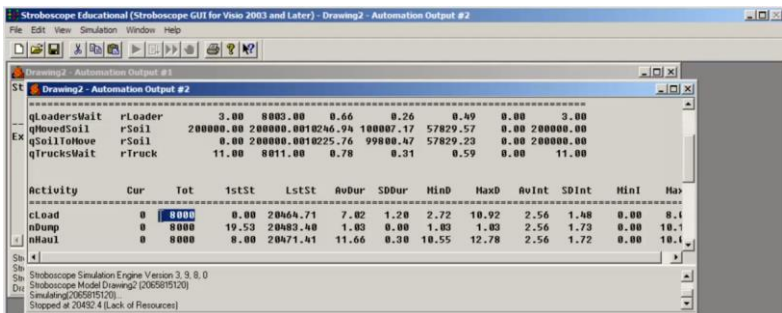 Stroboscope Educational (Stroboscope GUI for Visio 2003 and Later) - Drawing2 - Automation Output #2
File Edit View Simulation Window Help
Drawing2 - Automation Output #1
St Drawing2 - Automation Output #2
qLoadersWait rLoader 3.00 8003.00 0.66 0.26 0.49 0.00 3.00
Ex qMovedSoil rSoil 200000.00 200000.0010246.94 100007.17 57829.57 0.00 200000.00
qSoilToMove rSoil 0.00 200000.0010225.76 99800.47 57829.23 0.00 200000.00
qTrucksWait rTruck 11.00 8011.00 0.78 0.31 0.59 0.00 11.00
Activity Cur Tot 1stSt LstSt AvDur SDDur MinD MaxD AvInt SDInt MinI Max
cLoad 0 8000 0.00 20464.71 7.02 1.20 2.72 10.92 2.56 1.48 0.00 8.
nDump 0 8000 19.53 20483.40 1.03 0.00 1.03 1.03 2.56 1.73 0.00 10.
nHaul 0 8000 8.00 20471.41 11.66 0.30 10.55 12.78 2.56 1.72 0.00 10.
Stroboscope Simulation Engine Version 3, 9, 8, 0
Stroboscope Model Drawing2 (2065815120)
Simulating(2065815120)...
Stopped at 20492.4 (Lack of Resources)